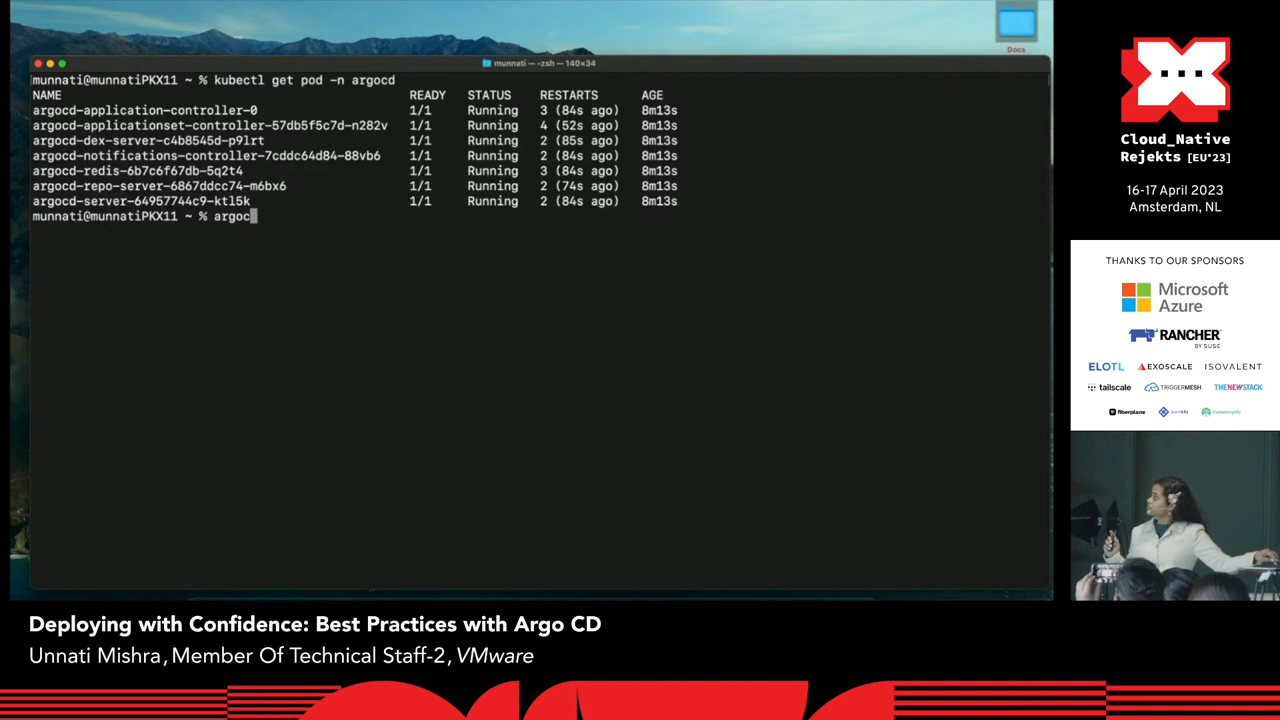 Docs
munnati — -zsh — 140×34
munnati@munnatiPKX11 ~ % kubectl get pod -n argocd
NAME READY STATUS RESTARTS AGE
argocd-application-controller-0 1/1 Running 3 (84s ago) 8m13s
argocd-applicationset-controller-57db5f5c7d-n282v 1/1 Running 4 (52s ago) 8m13s
argocd-dex-server-c4b8545d-p9lrt 1/1 Running 2 (85s ago) 8m13s
argocd-notifications-controller-7cddc64d84-88vb6 1/1 Running 2 (84s ago) 8m13s
argocd-redis-6b7c6f67db-5q2t4 1/1 Running 3 (84s ago) 8m13s
argocd-repo-server-6867ddcc74-m6bx6 1/1 Running 2 (74s ago) 8m13s
argocd-server-64957744c9-ktl5k 1/1 Running 2 (84s ago) 8m13s
munnati@munnatiPKX11 ~ % argoc
Cloud_Native
Rejekts [EU'23]
16-17 April 2023
Amsterdam, NL
THANKS TO OUR SPONSORS
Microsoft
Azure
RANCHER
BY SUSE
ELOTL EXOSCALE ISOVALENT
tailscale TRIGGERMESH THENEWSTACK
fiberplane
Deploying with Confidence: Best Practices with Argo CD
Unnati Mishra, Member Of Technical Staff-2, VMware